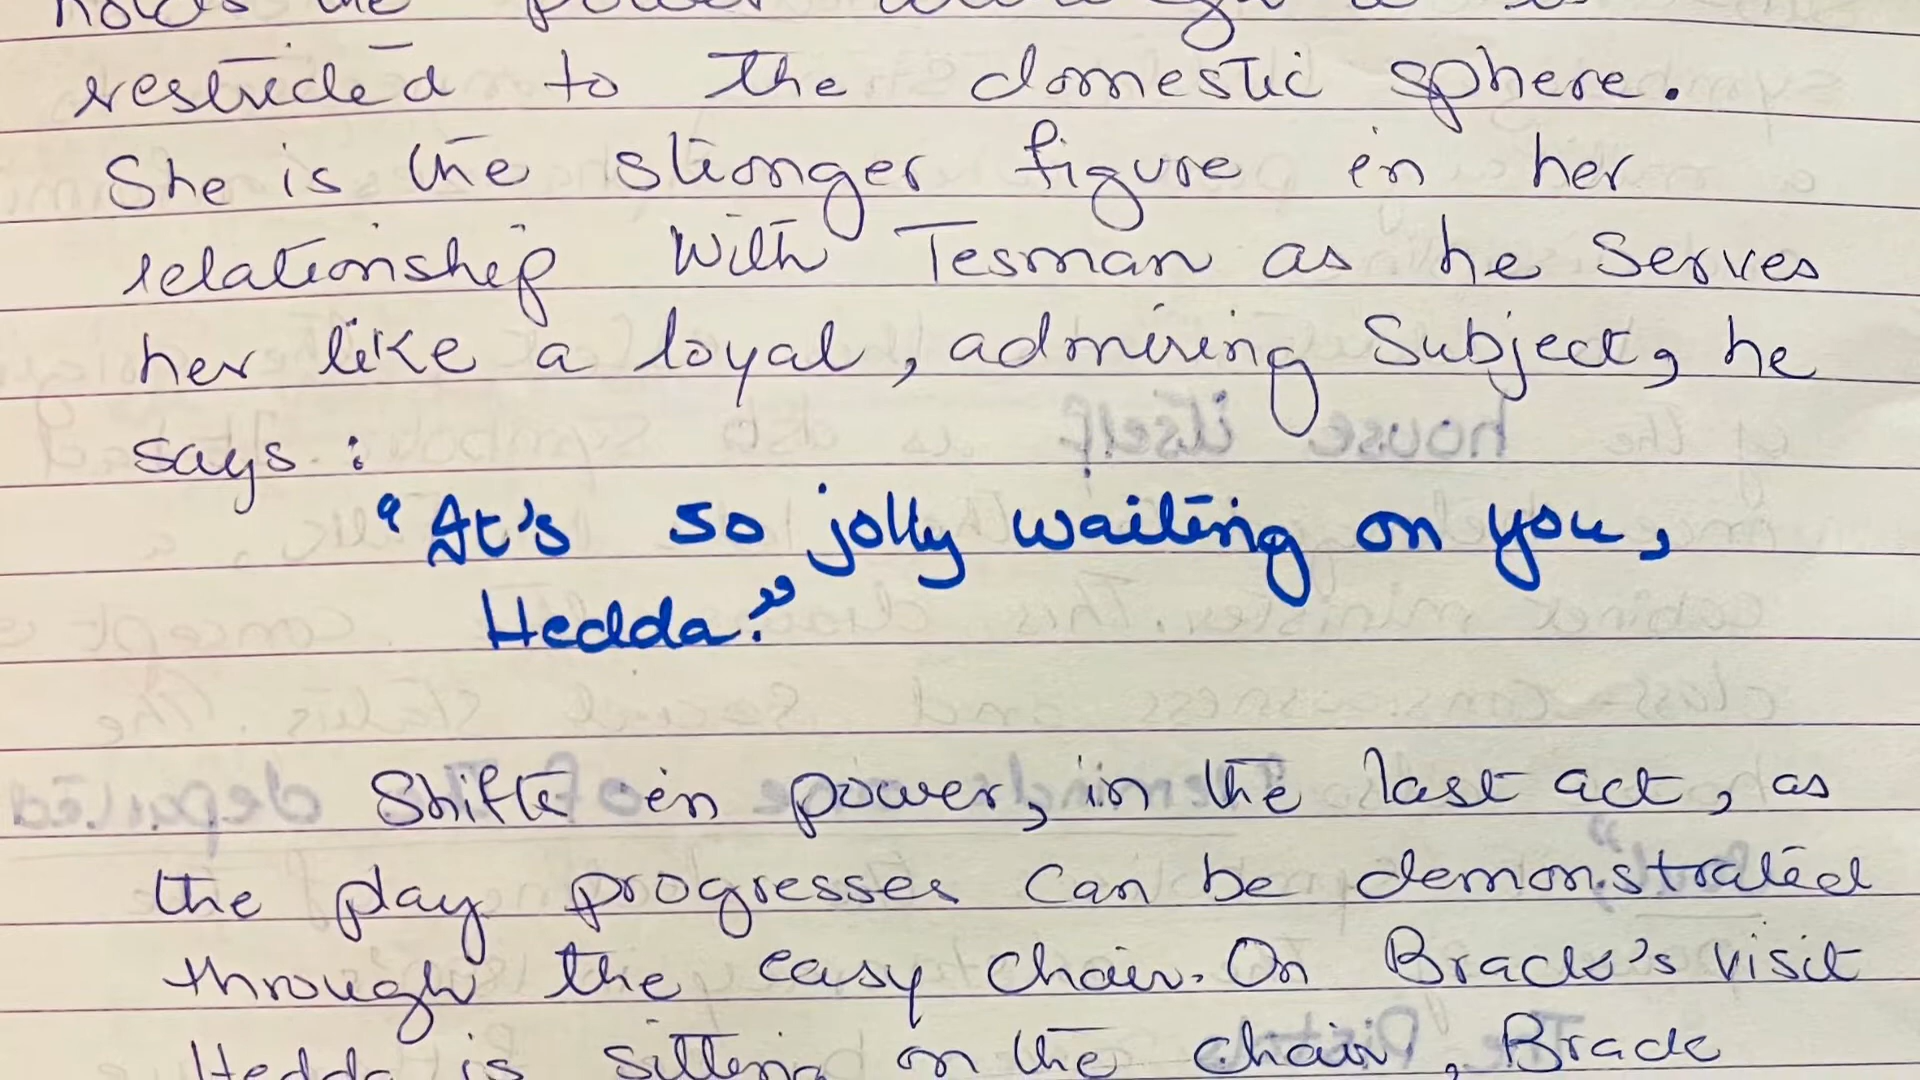 holds the power
restricted to the domestic sphere.
She is the stronger figure in her
relationship with Tesman as he serves
her like a loyal, admiring Subject, he
says :
"It's so jolly waiting on you,
Hedda."
Shifts in power, in the last act, as
the play progresses can be demonstrated
through the easy chair. On Brack's visit
Hedda is sitting on the chair, Brack